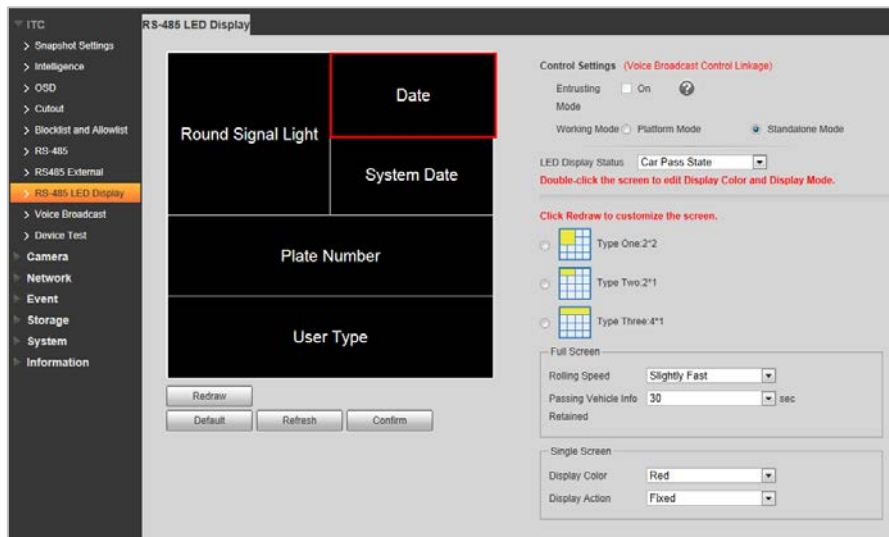 ITC
Snapshot Settings
Intelligence
OSD
Cutout
Blocklist and Allowlist
RS-485
RS485 External
RS-485 LED Display
Voice Broadcast
Device Test
Camera
Network
Event
Storage
System
Information
RS-485 LED Display
Round Signal Light
Date
System Date
Plate Number
User Type
Redraw
Default Refresh Confirm
Control Settings (Voice Broadcast Control Linkage)
Entrusting On
Mode
Working Mode Platform Mode Standalone Mode
LED Display Status Car Pass State
Double-click the screen to edit Display Color and Display Mode.
Click Redraw to customize the screen.
Type One:2*2
Type Two:2*1
Type Three:4*1
Full Screen
Rolling Speed Slightly Fast
Passing Vehicle Info 30 sec
Retained
Single Screen
Display Color Red
Display Action Fixed